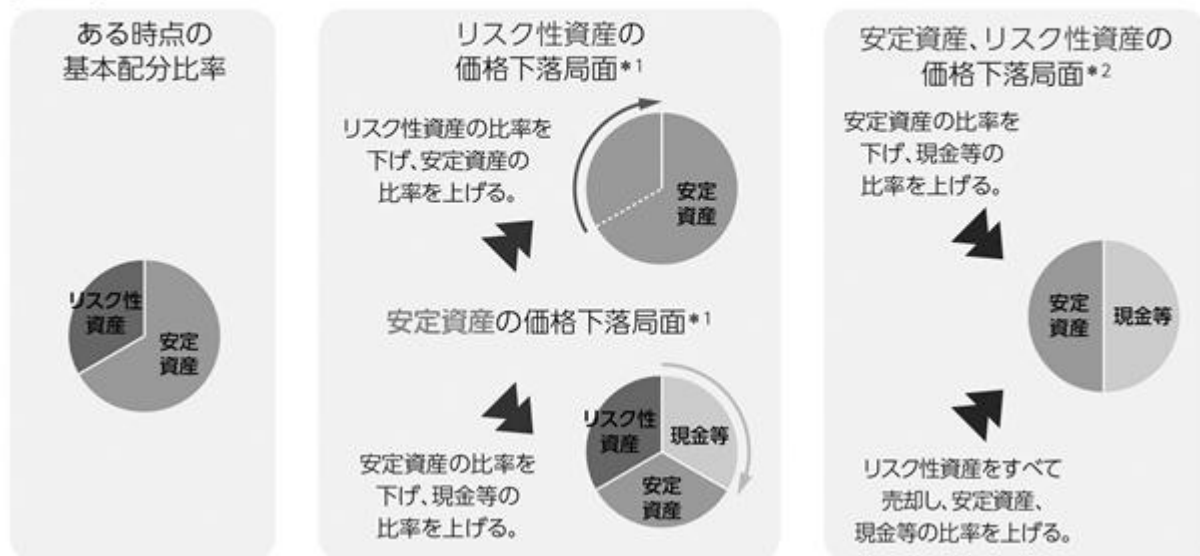 ある時点の
基本配分比率
リスク性
資産
安定
資産
リスク性資産の
価格下落局面*1
リスク性資産の比率を
下げ、安定資産の
比率を上げる。
安定
資産
安定資産の価格下落局面*1
安定資産の比率を
下げ、現金等の
比率を上げる。
リスク性
資産
現金等
安定
資産
安定資産、リスク性資産の
価格下落局面*2
安定資産の比率を
下げ、現金等の
比率を上げる。
安定
資産
現金等
リスク性資産をすべて
売却し、安定資産、
現金等の比率を上げる。